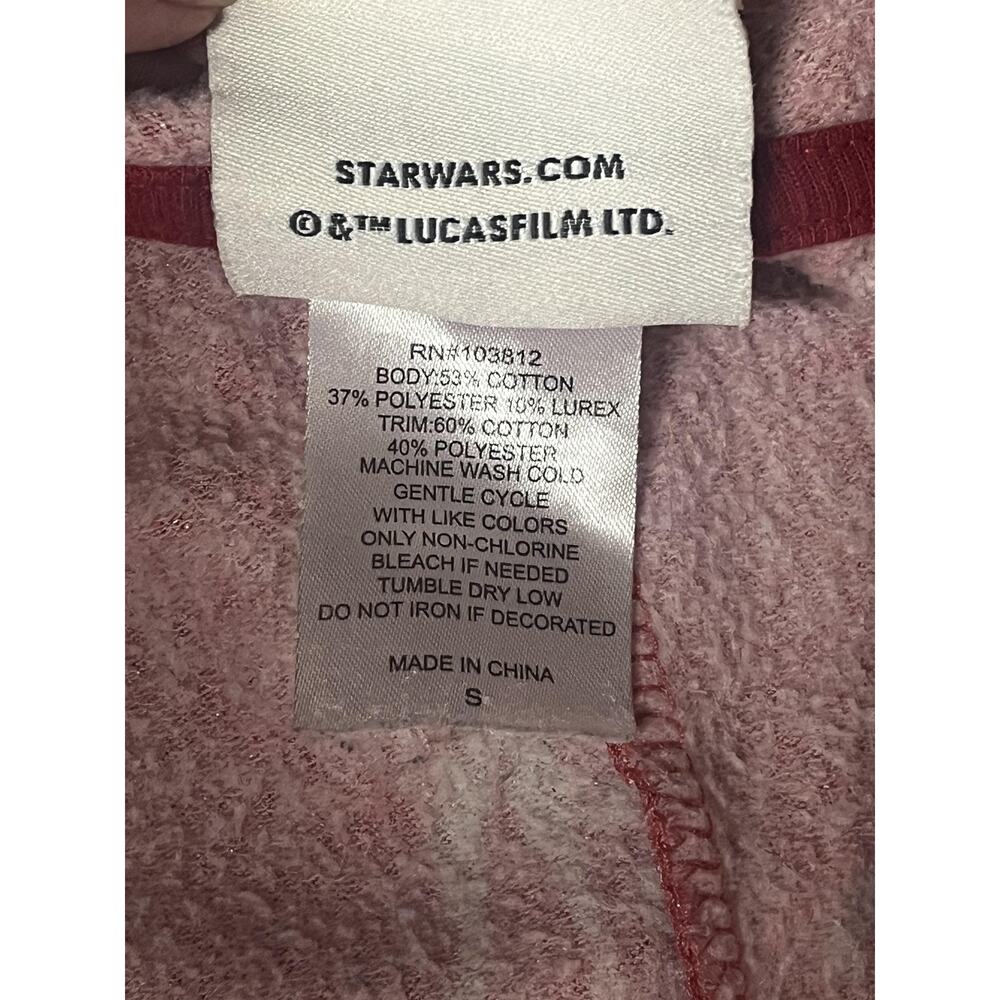 STARWARS.COM
©&™ LUCASFILM LTD.
RN#103812
BODY:53% COTTON
37% POLYESTER 10% LUREX
TRIM:60% COTTON
40% POLYESTER
MACHINE WASH COLD
GENTLE CYCLE
WITH LIKE COLORS
ONLY NON-CHLORINE
BLEACH IF NEEDED
TUMBLE DRY LOW
DO NOT IRON IF DECORATED
MADE IN CHINA
S